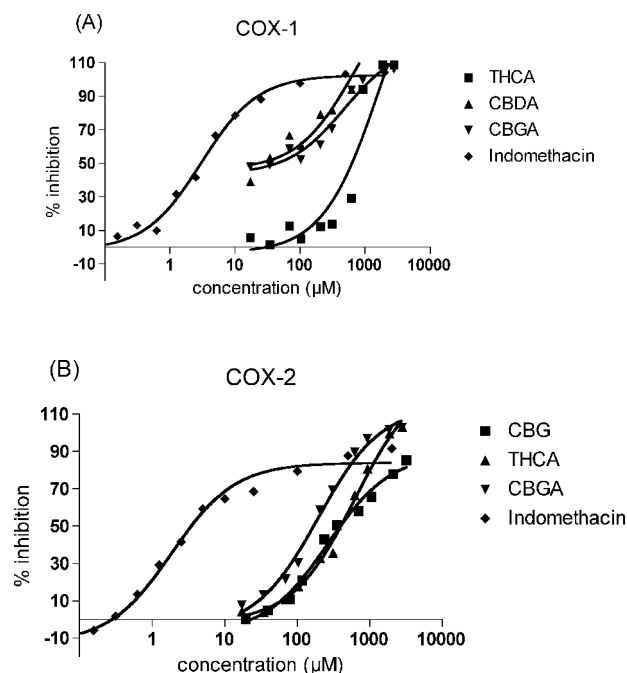 (A)
COX-1
110
90
70
50
30
10
-10
% inhibition
1 10 100 1000 10000
concentration (µM)
THCA
CBDA
CBGA
Indomethacin
(B)
COX-2
110
90
70
50
30
10
-10
% inhibition
1 10 100 1000 10000
concentration (µM)
CBG
THCA
CBGA
Indomethacin